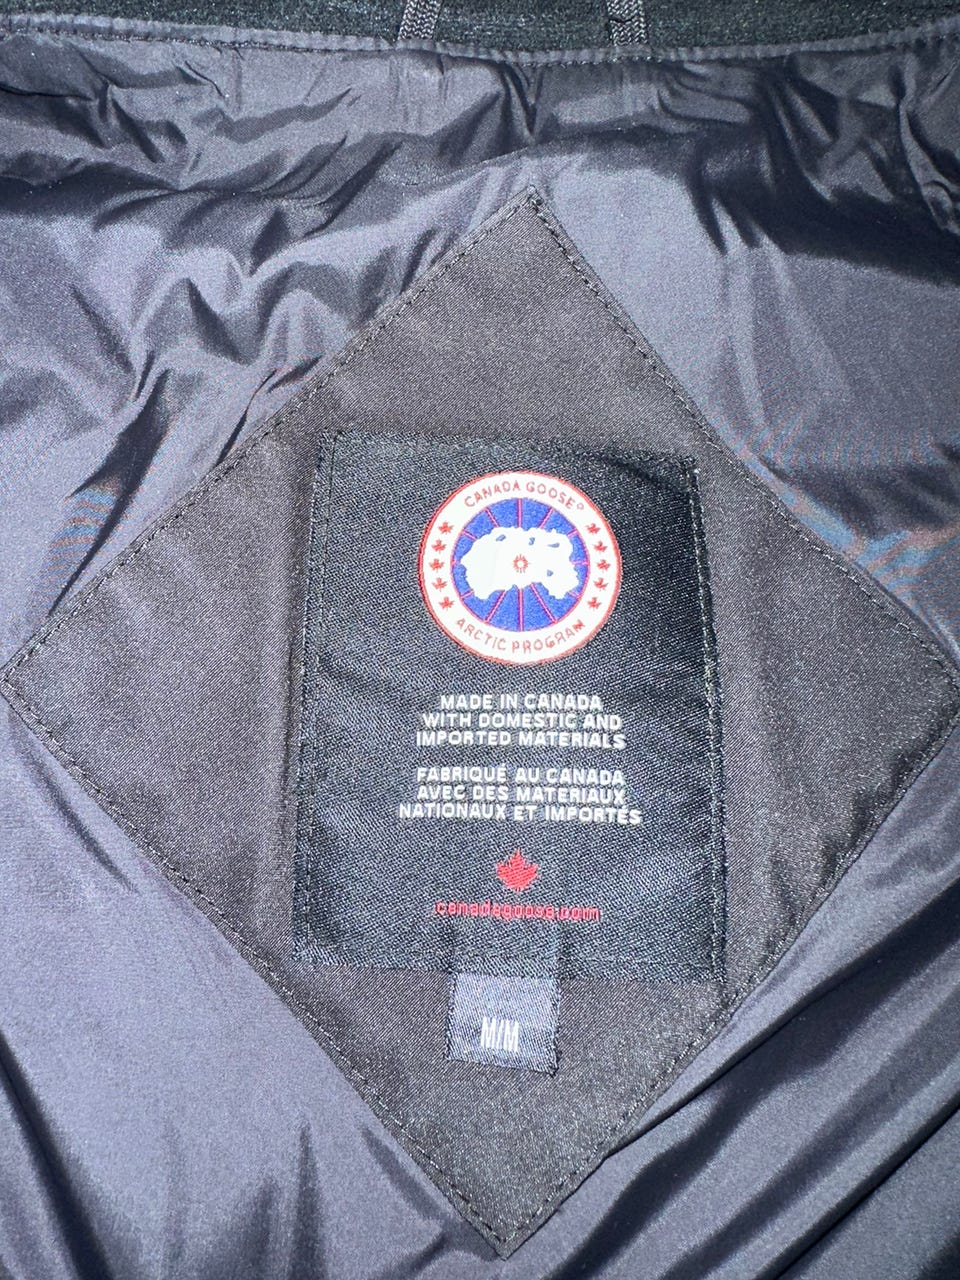 CANADA GOOSE®
ARCTIC PROGRAM
MADE IN CANADA
WITH DOMESTIC AND
IMPORTED MATERIALS
FABRIQUÉ AU CANADA
AVEC DES MATERIAUX
NATIONAUX ET IMPORTÉS
canadagoose.com
M/M